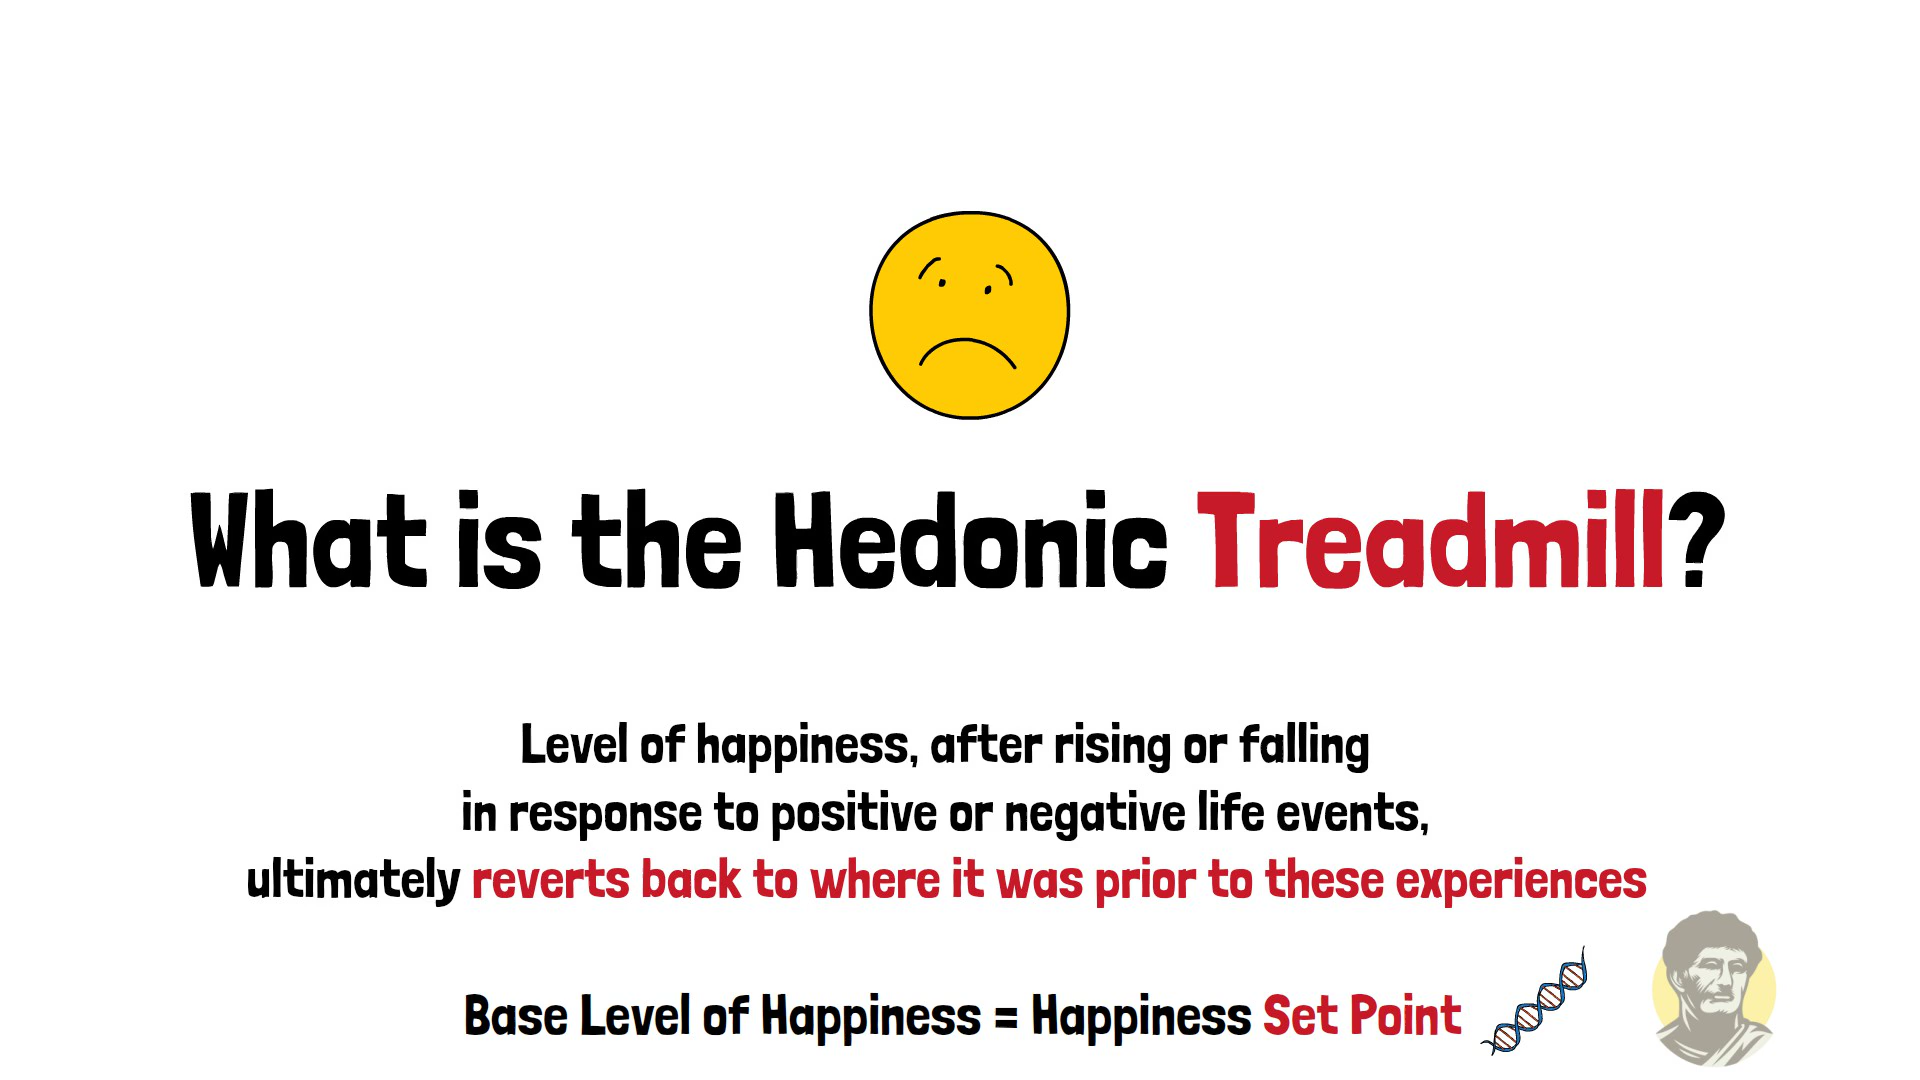 What is the Hedonic Treadmill?
Level of happiness, after rising or falling
in response to positive or negative life events,
ultimately reverts back to where it was prior to these experiences
Base Level of Happiness = Happiness Set Point